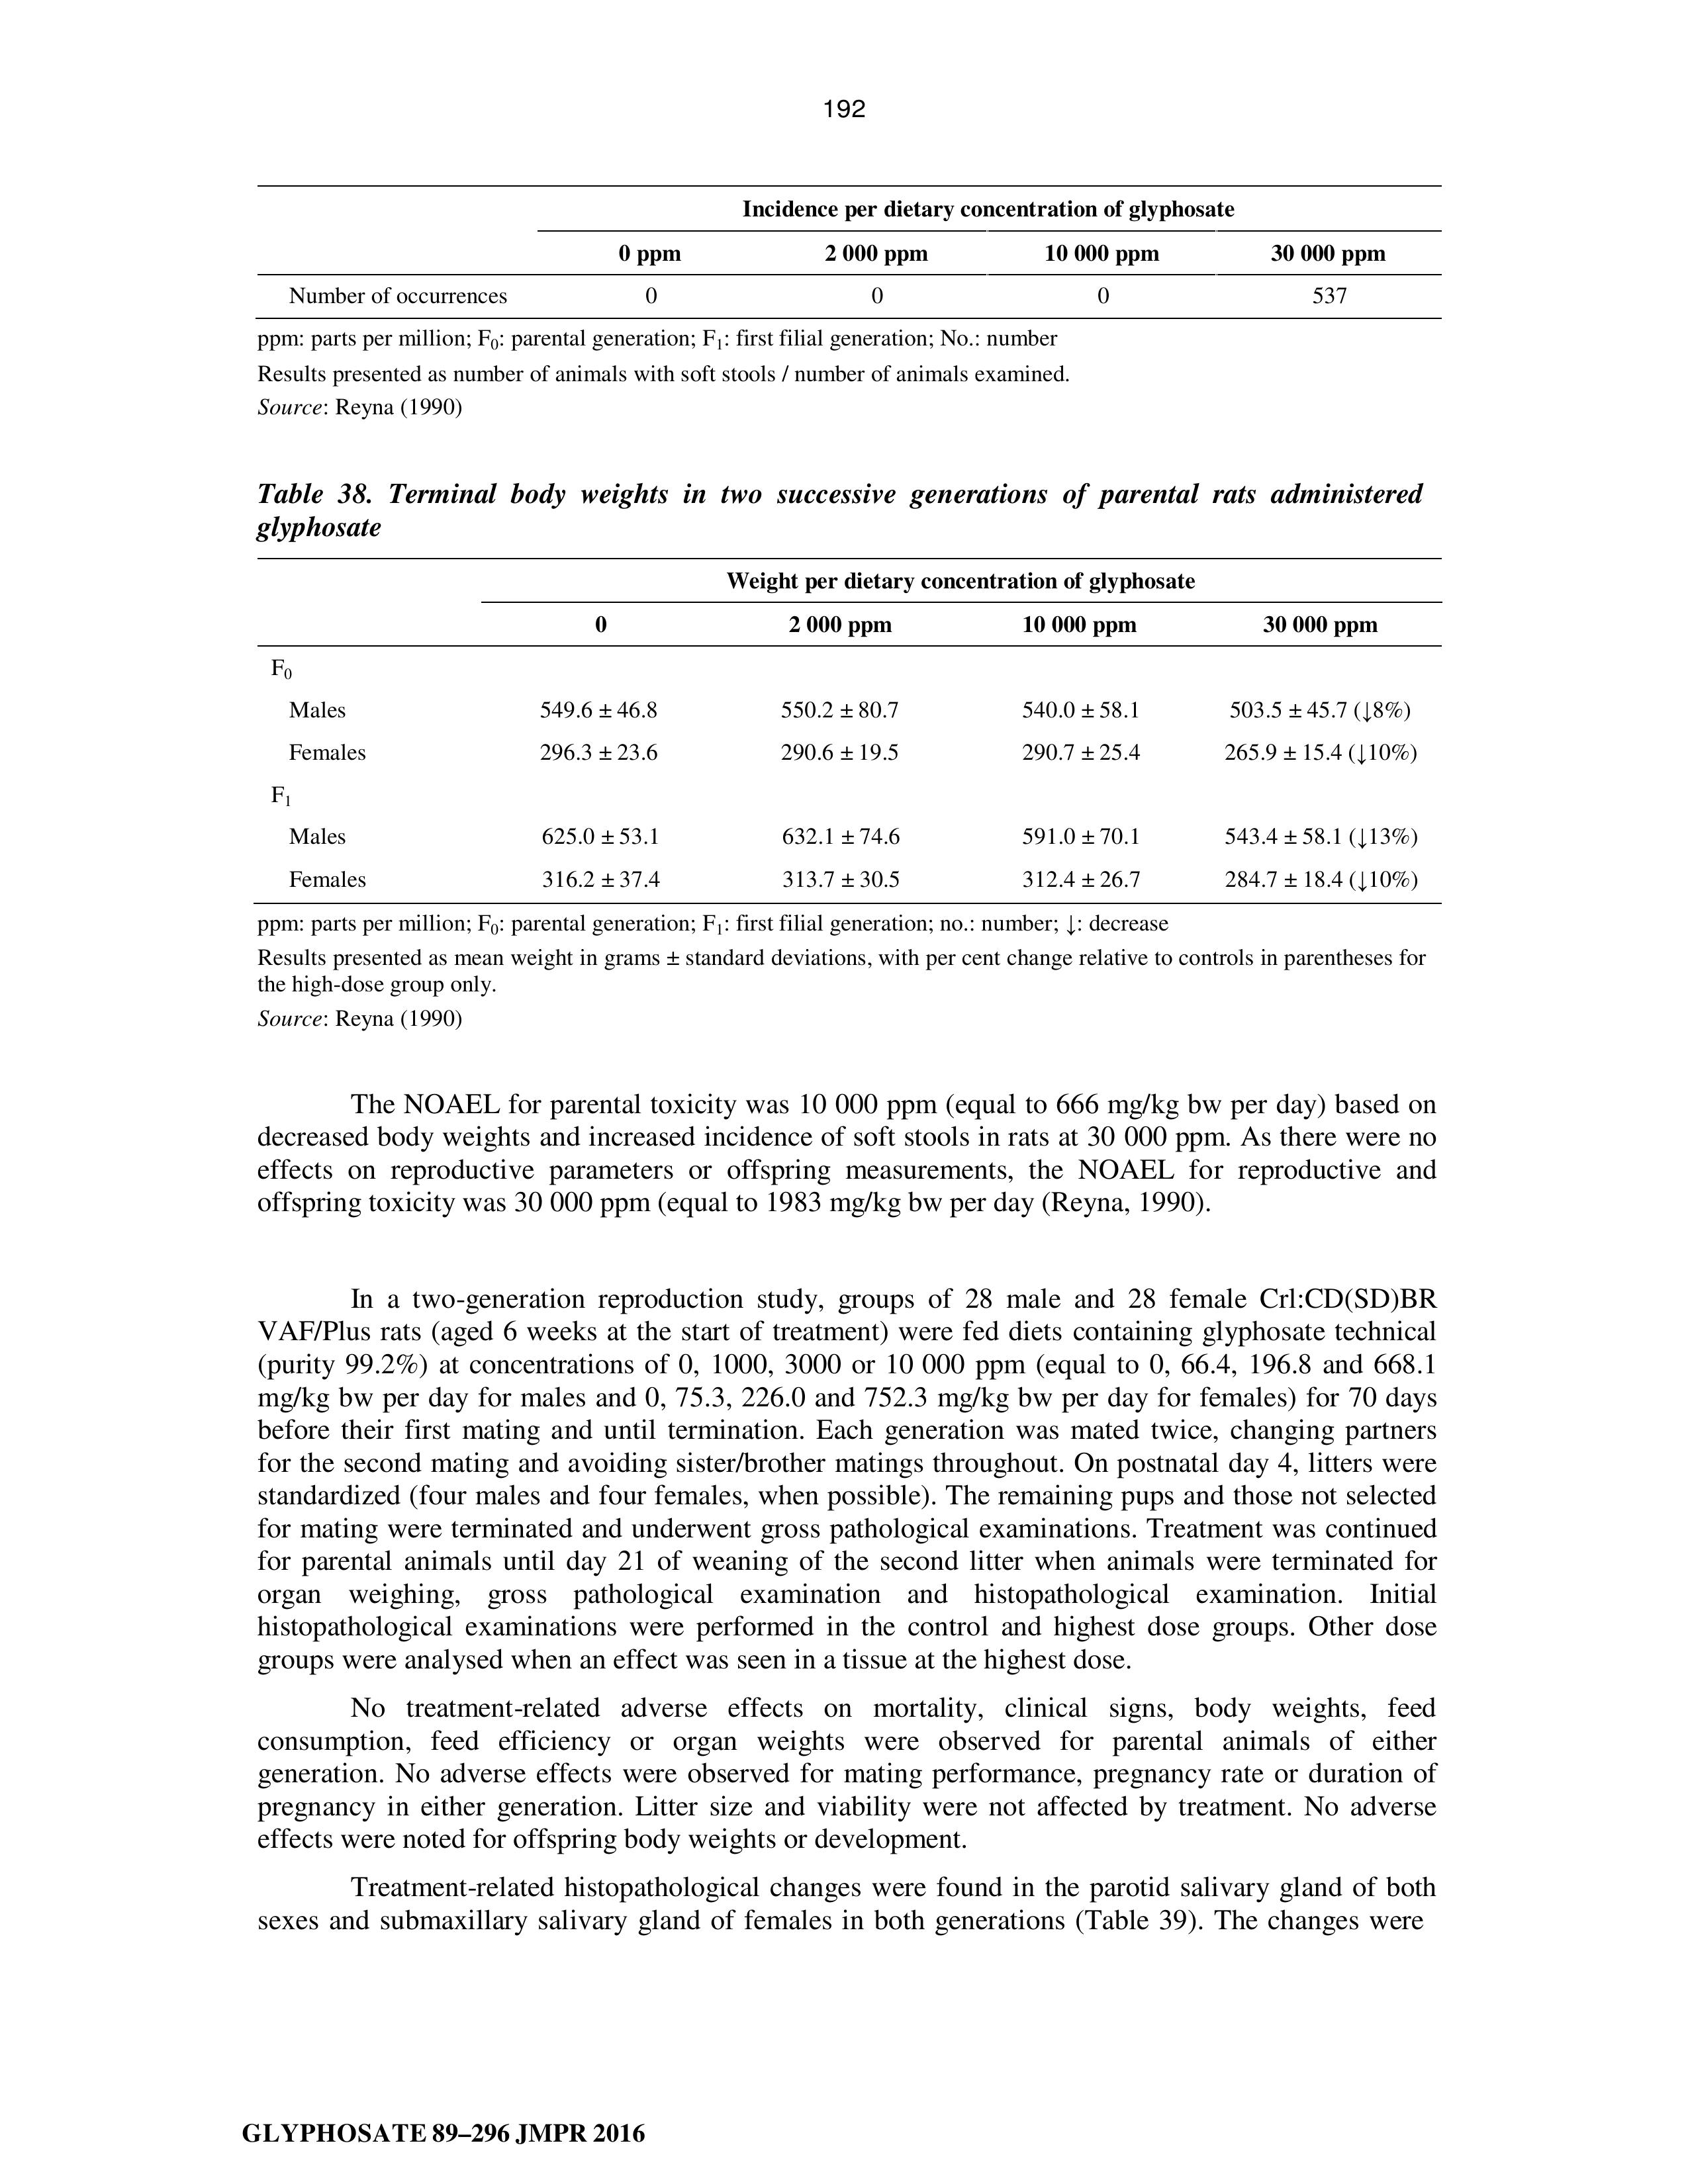 192
Incidence per dietary concentration of glyphosate
0 ppm 2 000 ppm 10 000 ppm 30 000 ppm
Number of occurrences 0 0 0 537
ppm: parts per million; F0: parental generation; F1: first filial generation; No.: number
Results presented as number of animals with soft stools / number of animals examined.
Source: Reyna (1990)
Table 38. Terminal body weights in two successive generations of parental rats administered
glyphosate
Weight per dietary concentration of glyphosate
0 2 000 ppm 10 000 ppm 30 000 ppm
F0
Males 549.6 ± 46.8 550.2 ± 80.7 540.0 ± 58.1 503.5 ± 45.7 (↓8%)
Females 296.3 ± 23.6 290.6 ± 19.5 290.7 ± 25.4 265.9 ± 15.4 (↓10%)
F1
Males 625.0 ± 53.1 632.1 ± 74.6 591.0 ± 70.1 543.4 ± 58.1 (↓13%)
Females 316.2 ± 37.4 313.7 ± 30.5 312.4 ± 26.7 284.7 ± 18.4 (↓10%)
ppm: parts per million; F0: parental generation; F1: first filial generation; no.: number; ↓: decrease
Results presented as mean weight in grams ± standard deviations, with per cent change relative to controls in parentheses for
the high-dose group only.
Source: Reyna (1990)
The NOAEL for parental toxicity was 10 000 ppm (equal to 666 mg/kg bw per day) based on
decreased body weights and increased incidence of soft stools in rats at 30 000 ppm. As there were no
effects on reproductive parameters or offspring measurements, the NOAEL for reproductive and
offspring toxicity was 30 000 ppm (equal to 1983 mg/kg bw per day (Reyna, 1990).
In a two-generation reproduction study, groups of 28 male and 28 female Crl:CD(SD)BR
VAF/Plus rats (aged 6 weeks at the start of treatment) were fed diets containing glyphosate technical
(purity 99.2%) at concentrations of 0, 1000, 3000 or 10 000 ppm (equal to 0, 66.4, 196.8 and 668.1
mg/kg bw per day for males and 0, 75.3, 226.0 and 752.3 mg/kg bw per day for females) for 70 days
before their first mating and until termination. Each generation was mated twice, changing partners
for the second mating and avoiding sister/brother matings throughout. On postnatal day 4, litters were
standardized (four males and four females, when possible). The remaining pups and those not selected
for mating were terminated and underwent gross pathological examinations. Treatment was continued
for parental animals until day 21 of weaning of the second litter when animals were terminated for
organ weighing, gross pathological examination and histopathological examination. Initial
histopathological examinations were performed in the control and highest dose groups. Other dose
groups were analysed when an effect was seen in a tissue at the highest dose.
No treatment-related adverse effects on mortality, clinical signs, body weights, feed
consumption, feed efficiency or organ weights were observed for parental animals of either
generation. No adverse effects were observed for mating performance, pregnancy rate or duration of
pregnancy in either generation. Litter size and viability were not affected by treatment. No adverse
effects were noted for offspring body weights or development.
Treatment-related histopathological changes were found in the parotid salivary gland of both
sexes and submaxillary salivary gland of females in both generations (Table 39). The changes were
GLYPHOSATE 89–296 JMPR 2016